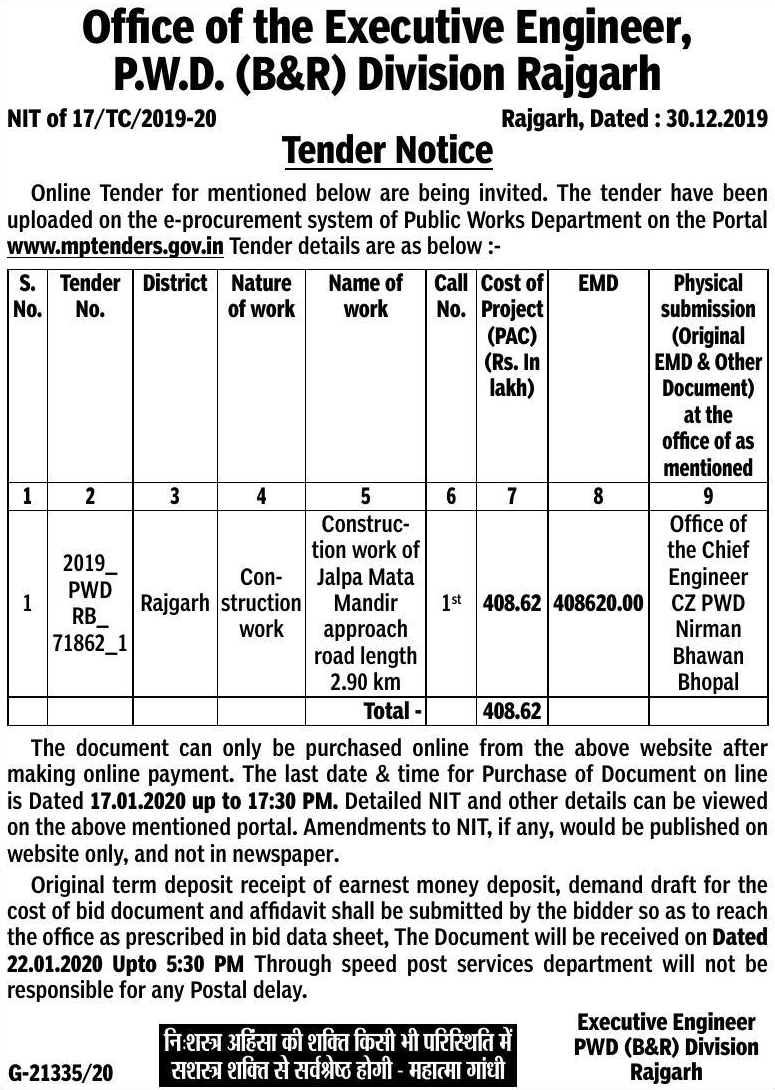 Office of the Executive Engineer,
P.W.D. (B&R) Division Rajgarh
NIT of 17/TC/2019-20 Rajgarh, Dated : 30.12.2019
Tender Notice
Online Tender for mentioned below are being invited. The tender have been
uploaded on the e-procurement system of Public Works Department on the Portal
www.mptenders.gov.in Tender details are as below :-
S. No.
Tender No.
District
Nature of work
Name of work
Call No.
Cost of Project (PAC) (Rs. In lakh)
EMD
Physical submission (Original EMD & Other Document) at the office of as mentioned
1 2 3 4 5 6 7 8 9
1
2019_
PWD
RB_
71862_1
Rajgarh
Con-
struction
work
Construc-
tion work of
Jalpa Mata
Mandir
approach
road length
2.90 km
1st
408.62
408620.00
Office of
the Chief
Engineer
CZ PWD
Nirman
Bhawan
Bhopal
Total - 408.62
The document can only be purchased online from the above website after
making online payment. The last date & time for Purchase of Document on line
is Dated 17.01.2020 up to 17:30 PM. Detailed NIT and other details can be viewed
on the above mentioned portal. Amendments to NIT, if any, would be published on
website only, and not in newspaper.
Original term deposit receipt of earnest money deposit, demand draft for the
cost of bid document and affidavit shall be submitted by the bidder so as to reach
the office as prescribed in bid data sheet, The Document will be received on Dated
22.01.2020 Upto 5:30 PM Through speed post services department will not be
responsible for any Postal delay.
G-21335/20
निःशस्त्र अहिंसा की शक्ति किसी भी परिस्थिति में
सशस्त्र शक्ति से सर्वश्रेष्ठ होगी - महात्मा गांधी
Executive Engineer
PWD (B&R) Division
Rajgarh